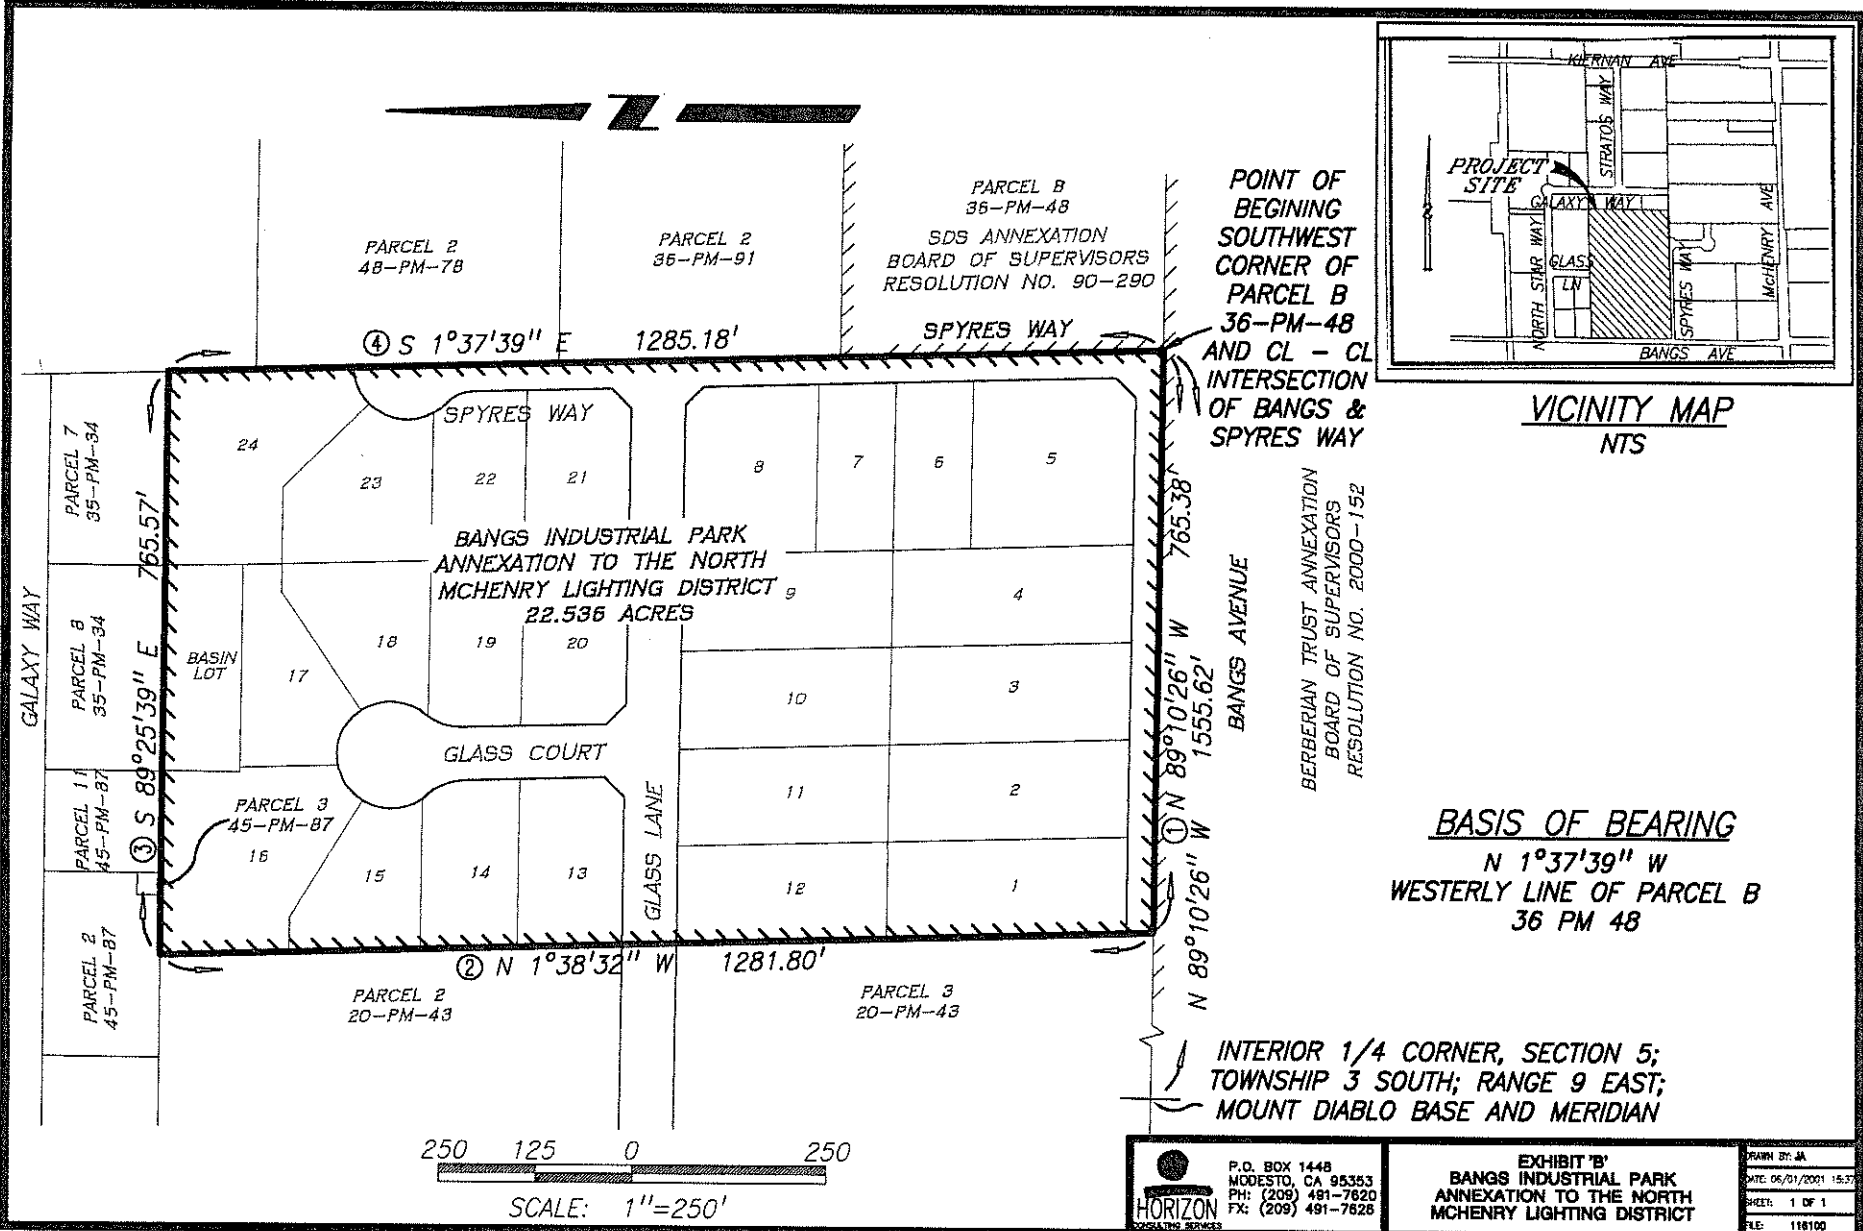 Z
PARCEL 2
48-PM-78
PARCEL 2
36-PM-91
PARCEL B
36-PM-48
SDS ANNEXATION
BOARD OF SUPERVISORS
RESOLUTION NO. 90-290
POINT OF
BEGINING
SOUTHWEST
CORNER OF
PARCEL B
36-PM-48
AND CL - CL
INTERSECTION
OF BANGS &
SPYRES WAY
KIERNAN AVE
STRATOS WAY
PROJECT
SITE
GALAXY WAY
NORTH STAR WAY
GLASS
LN
SPYSRES WAY
McHENRY AVE
BANGS AVE
VICINITY MAP
NTS
④ S 1°37'39" E 1285.18'
SPYRES WAY
SPYRES WAY
24
23
22
21
8
7
6
5
BANGS INDUSTRIAL PARK
ANNEXATION TO THE NORTH
MCHENRY LIGHTING DISTRICT
22.536 ACRES
9
4
18
19
20
17
BASIN
LOT
10
3
GLASS COURT
11
2
PARCEL 3
45-PM-87
16
15
14
13
GLASS LANE
12
1
GALAXY WAY
PARCEL 7
35-PM-34
PARCEL 8
35-PM-34
PARCEL 11
45-PM-87
PARCEL 2
45-PM-87
③ S 89°25'39" E 765.57'
② N 1°38'32" W 1281.80'
① N 89°10'26" W 765.38'
N 89°10'26" W 1555.62'
BANGS AVENUE
BERBERIAN TRUST ANNEXATION
BOARD OF SUPERVISORS
RESOLUTION NO. 2000-152
BASIS OF BEARING
N 1°37'39" W
WESTERLY LINE OF PARCEL B
36 PM 48
PARCEL 2
20-PM-43
PARCEL 3
20-PM-43
INTERIOR 1/4 CORNER, SECTION 5;
TOWNSHIP 3 SOUTH; RANGE 9 EAST;
MOUNT DIABLO BASE AND MERIDIAN
250 125 0 250
SCALE: 1"=250'
HORIZON
CONSULTING SERVICES
P.O. BOX 1448
MODESTO, CA 95353
PH: (209) 491-7620
FX: (209) 491-7626
EXHIBIT 'B'
BANGS INDUSTRIAL PARK
ANNEXATION TO THE NORTH
MCHENRY LIGHTING DISTRICT
DRAWN BY: JA
DATE: 06/01/2001 15:37
SHEET: 1 OF 1
FILE: 116100